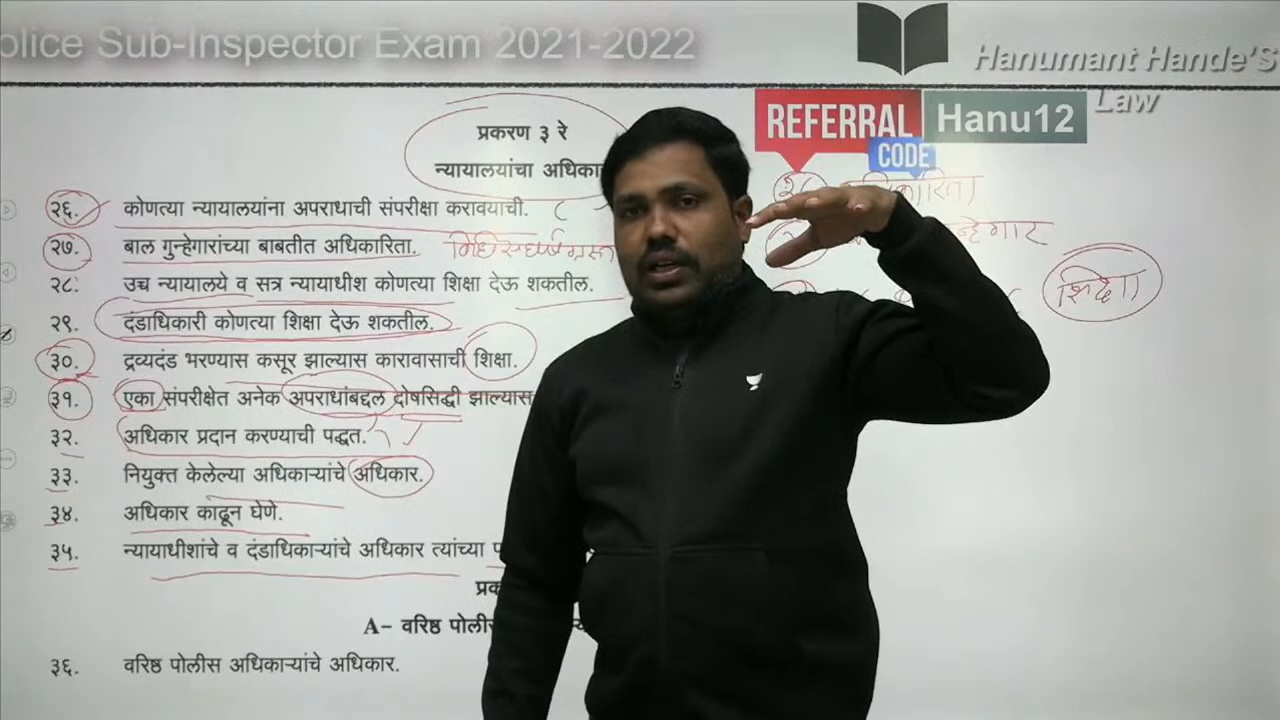 olice Sub-Inspector Exam 2021-2022
Hanumant Hande'S
Law
REFERRAL
CODE
Hanu12
प्रकरण ३ रे
न्यायालयांचा
२६. कोणत्या न्यायालयांना अपराधाची संपरीक्षा करावयाची.
२७. बाल गुन्हेगारांच्या बाबतीत अधिकारिता.
२८. उच्च न्यायालये व सत्र न्यायाधीश कोणत्या शिक्षा देऊ शकतील.
शिक्षा
२९. दंडाधिकारी कोणत्या शिक्षा देऊ शकतील.
३०. द्रव्यदंड भरण्यास कसूर झाल्यास कारावासाची शिक्षा.
३१. एका संपरीक्षेत अनेक अपराधांबद्दल दोषसिद्धी झाल्यास
३२. अधिकार प्रदान करण्याची पद्धत.
३३. नियुक्त केलेल्या अधिकाऱ्यांचे अधिकार.
३४. अधिकार काढून घेणे.
३५. न्यायाधीशांचे व दंडाधिकाऱ्यांचे अधिकार त्यांच्या
A- वरिष्ठ
३६. वरिष्ठ पोलीस अधिकाऱ्यांचे अधिकार.